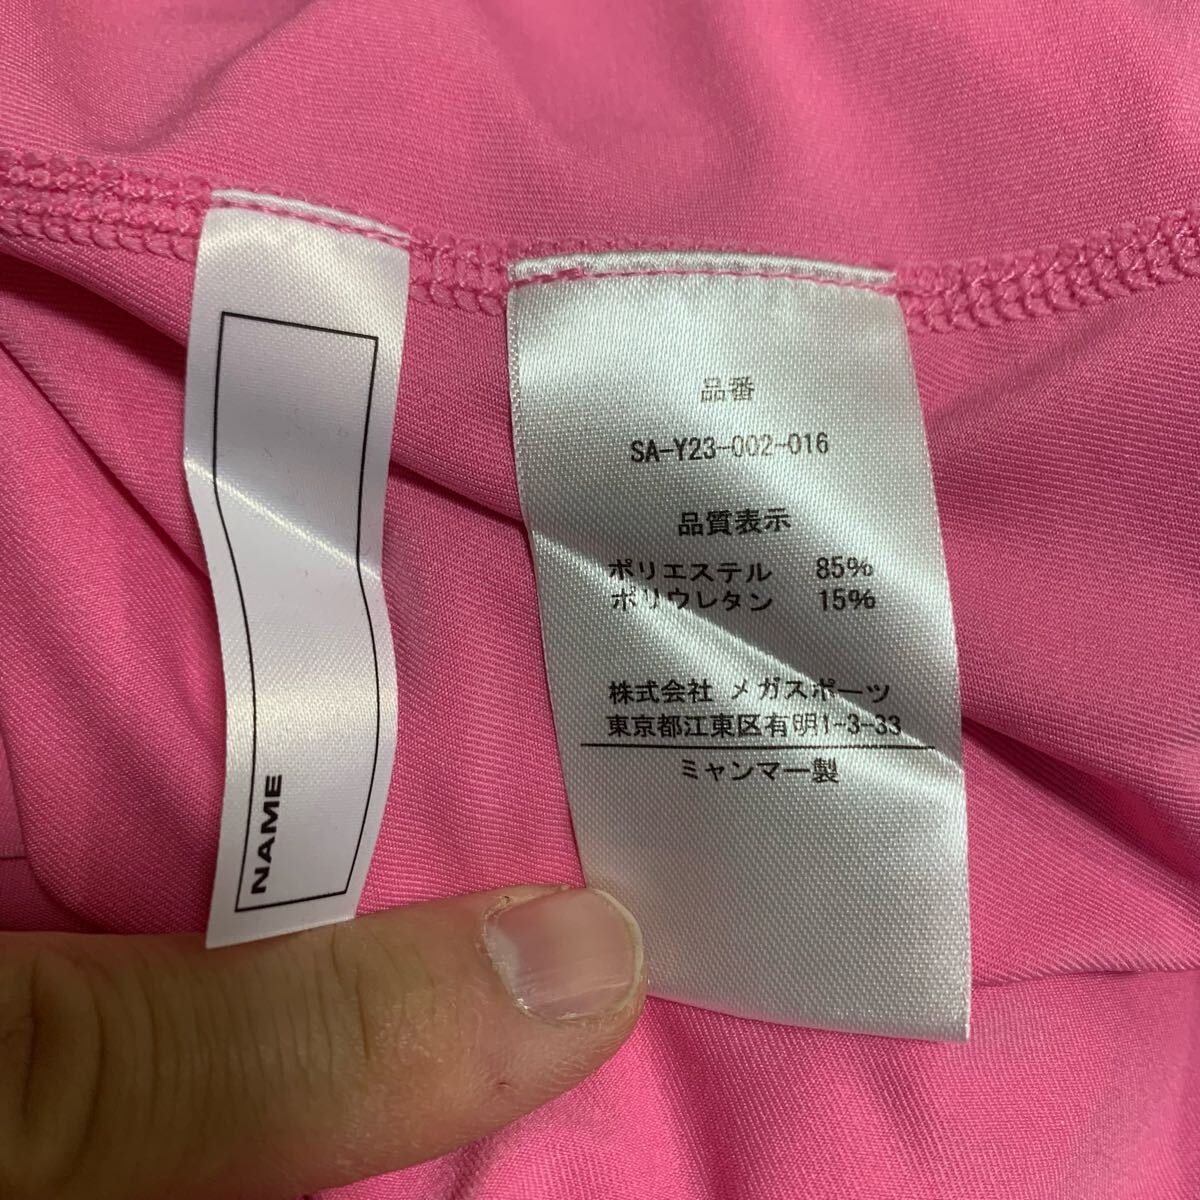 NAME
品番
SA-Y23-002-016
品質表示
ポリエステル 85%
ポリウレタン 15%
株式会社 メガスポーツ
東京都江東区有明1-3-33
ミャンマー製